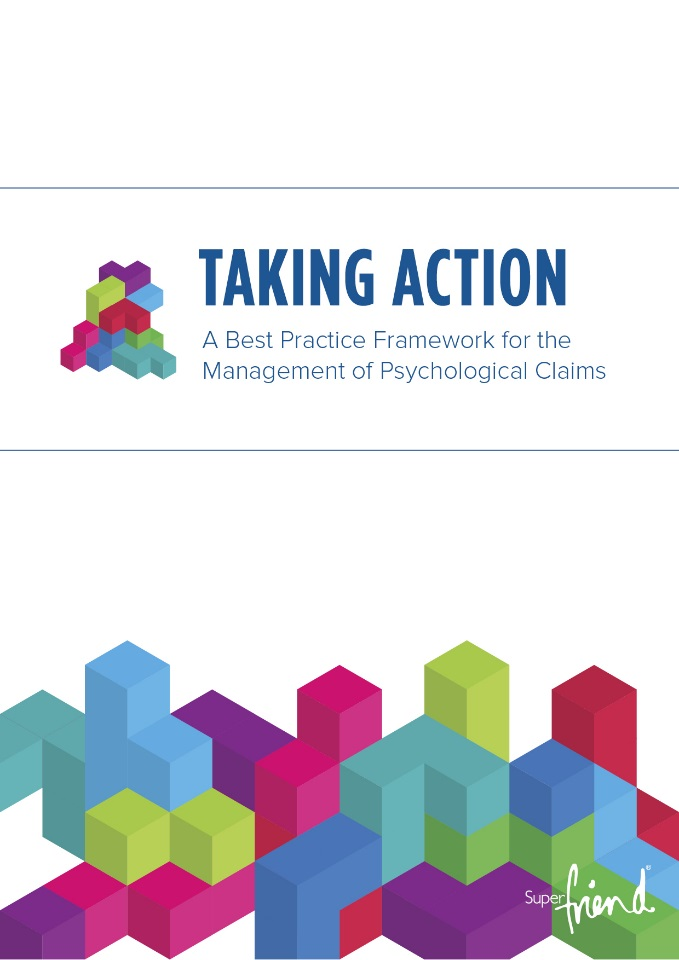 TAKING ACTION
A Best Practice Framework for the
Management of Psychological Claims
Super friend®